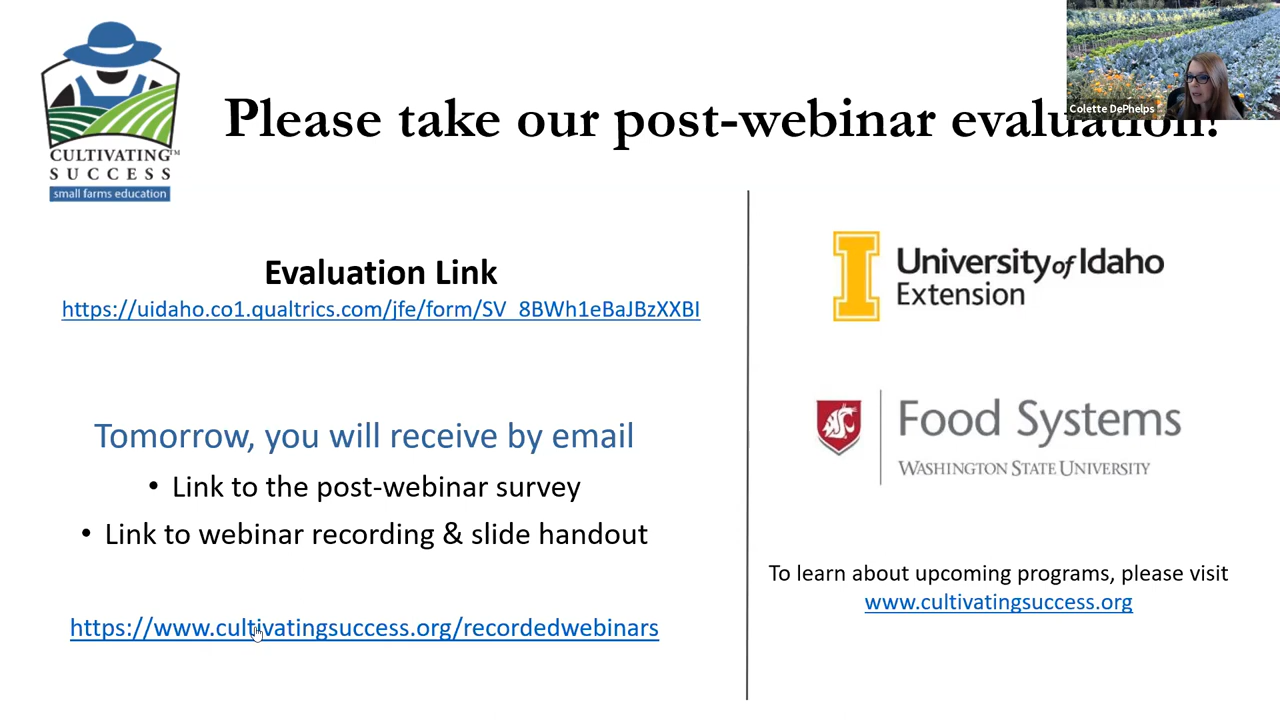 Colette DePhelps
Please take our post-webinar evaluation!
CULTIVATING™
SUCCESS
small farms education
Evaluation Link
https://uidaho.co1.qualtrics.com/jfe/form/SV_8BWh1eBaJBzXXBI
Tomorrow, you will receive by email
• Link to the post-webinar survey
• Link to webinar recording & slide handout
https://www.cultivatingsuccess.org/recordedwebinars
I
University of Idaho
Extension
Food Systems
WASHINGTON STATE UNIVERSITY
To learn about upcoming programs, please visit
www.cultivatingsuccess.org